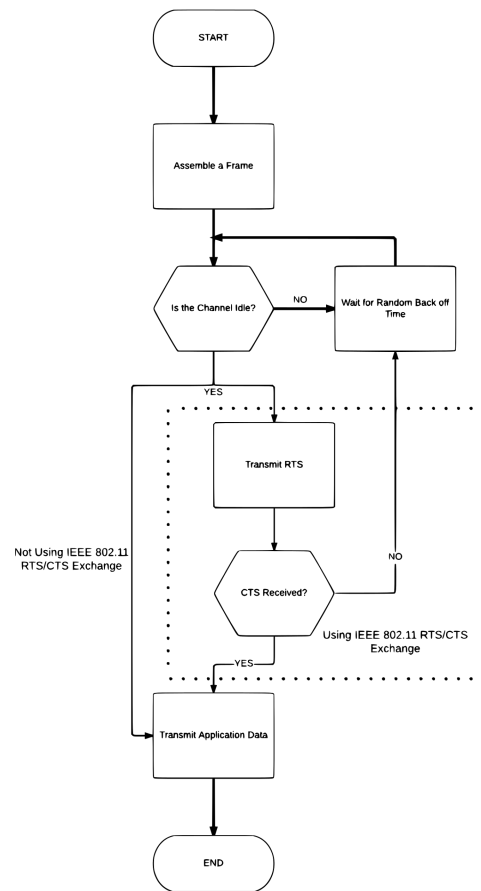 START
Assemble a Frame
Is the Channel Idle?
NO
Wait for Random Back off
Time
YES
Transmit RTS
Not Using IEEE 802.11
RTS/CTS Exchange
NO
CTS Received?
Using IEEE 802.11 RTS/CTS
Exchange
YES
Transmit Application Data
END